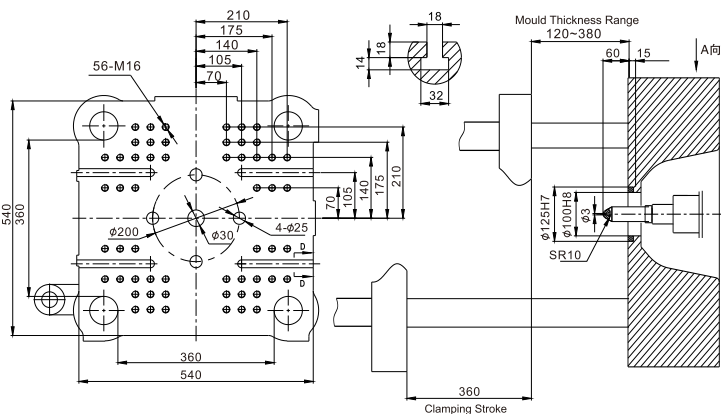 210
175
140
105
70
56-M16
540
360
Φ200
Φ30
4-Φ25
D
D
70
105
140
175
210
360
540
18
18
14
32
Mould Thickness Range
120~380
60
15
A向
Φ125H7
Φ100H8
Φ3
SR10
360
Clamping Stroke